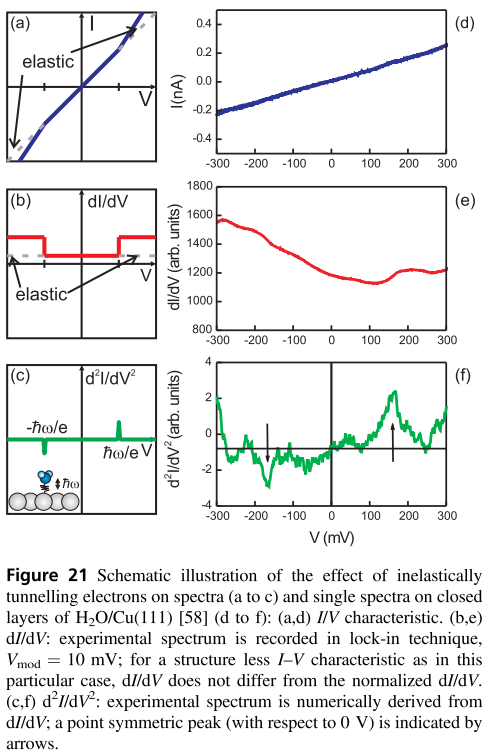 (a)
I
elastic
V
(d)
I(nA)
0.4
0.2
0.0
-0.2
-0.4
-300 -200 -100 0 100 200 300
(b)
dI/dV
V
elastic
(e)
dI/dV (arb. units)
1800
1600
1400
1200
1000
800
-300 -200 -100 0 100 200 300
(c)
d²I/dV²
-ħω/e
ħω/e
V
ħω
(f)
d²I/dV² (arb. units)
4
2
0
-2
-4
-300 -200 -100 0 100 200 300
V (mV)
Figure 21 Schematic illustration of the effect of inelastically
tunnelling electrons on spectra (a to c) and single spectra on closed
layers of H₂O/Cu(111) [58] (d to f): (a,d) I/V characteristic. (b,e)
dI/dV: experimental spectrum is recorded in lock-in technique,
Vmod = 10 mV; for a structure less I–V characteristic as in this
particular case, dI/dV does not differ from the normalized dI/dV.
(c,f) d²I/dV²: experimental spectrum is numerically derived from
dI/dV; a point symmetric peak (with respect to 0 V) is indicated by
arrows.